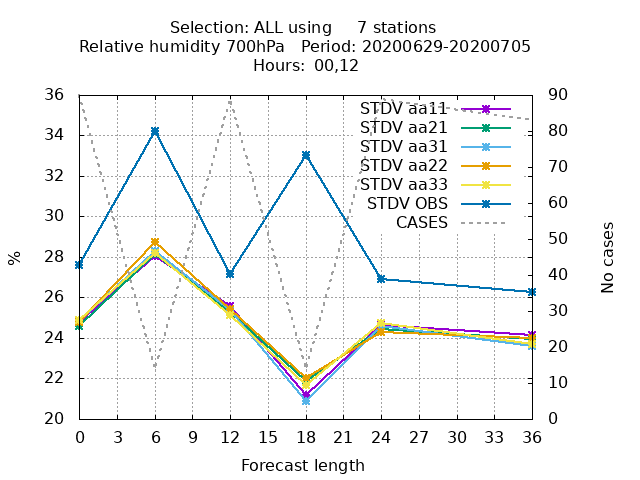 Selection: ALL using     7 stations
Relative humidity 700hPa   Period: 20200629-20200705
Hours: 00,12
36
34
32
30
28
26
24
22
20
%
90
80
70
60
50
40
30
20
10
0
No cases
STDV aa11
STDV aa21
STDV aa31
STDV aa22
STDV aa33
STDV OBS
CASES
0 3 6 9 12 15 18 21 24 27 30 33 36
Forecast length